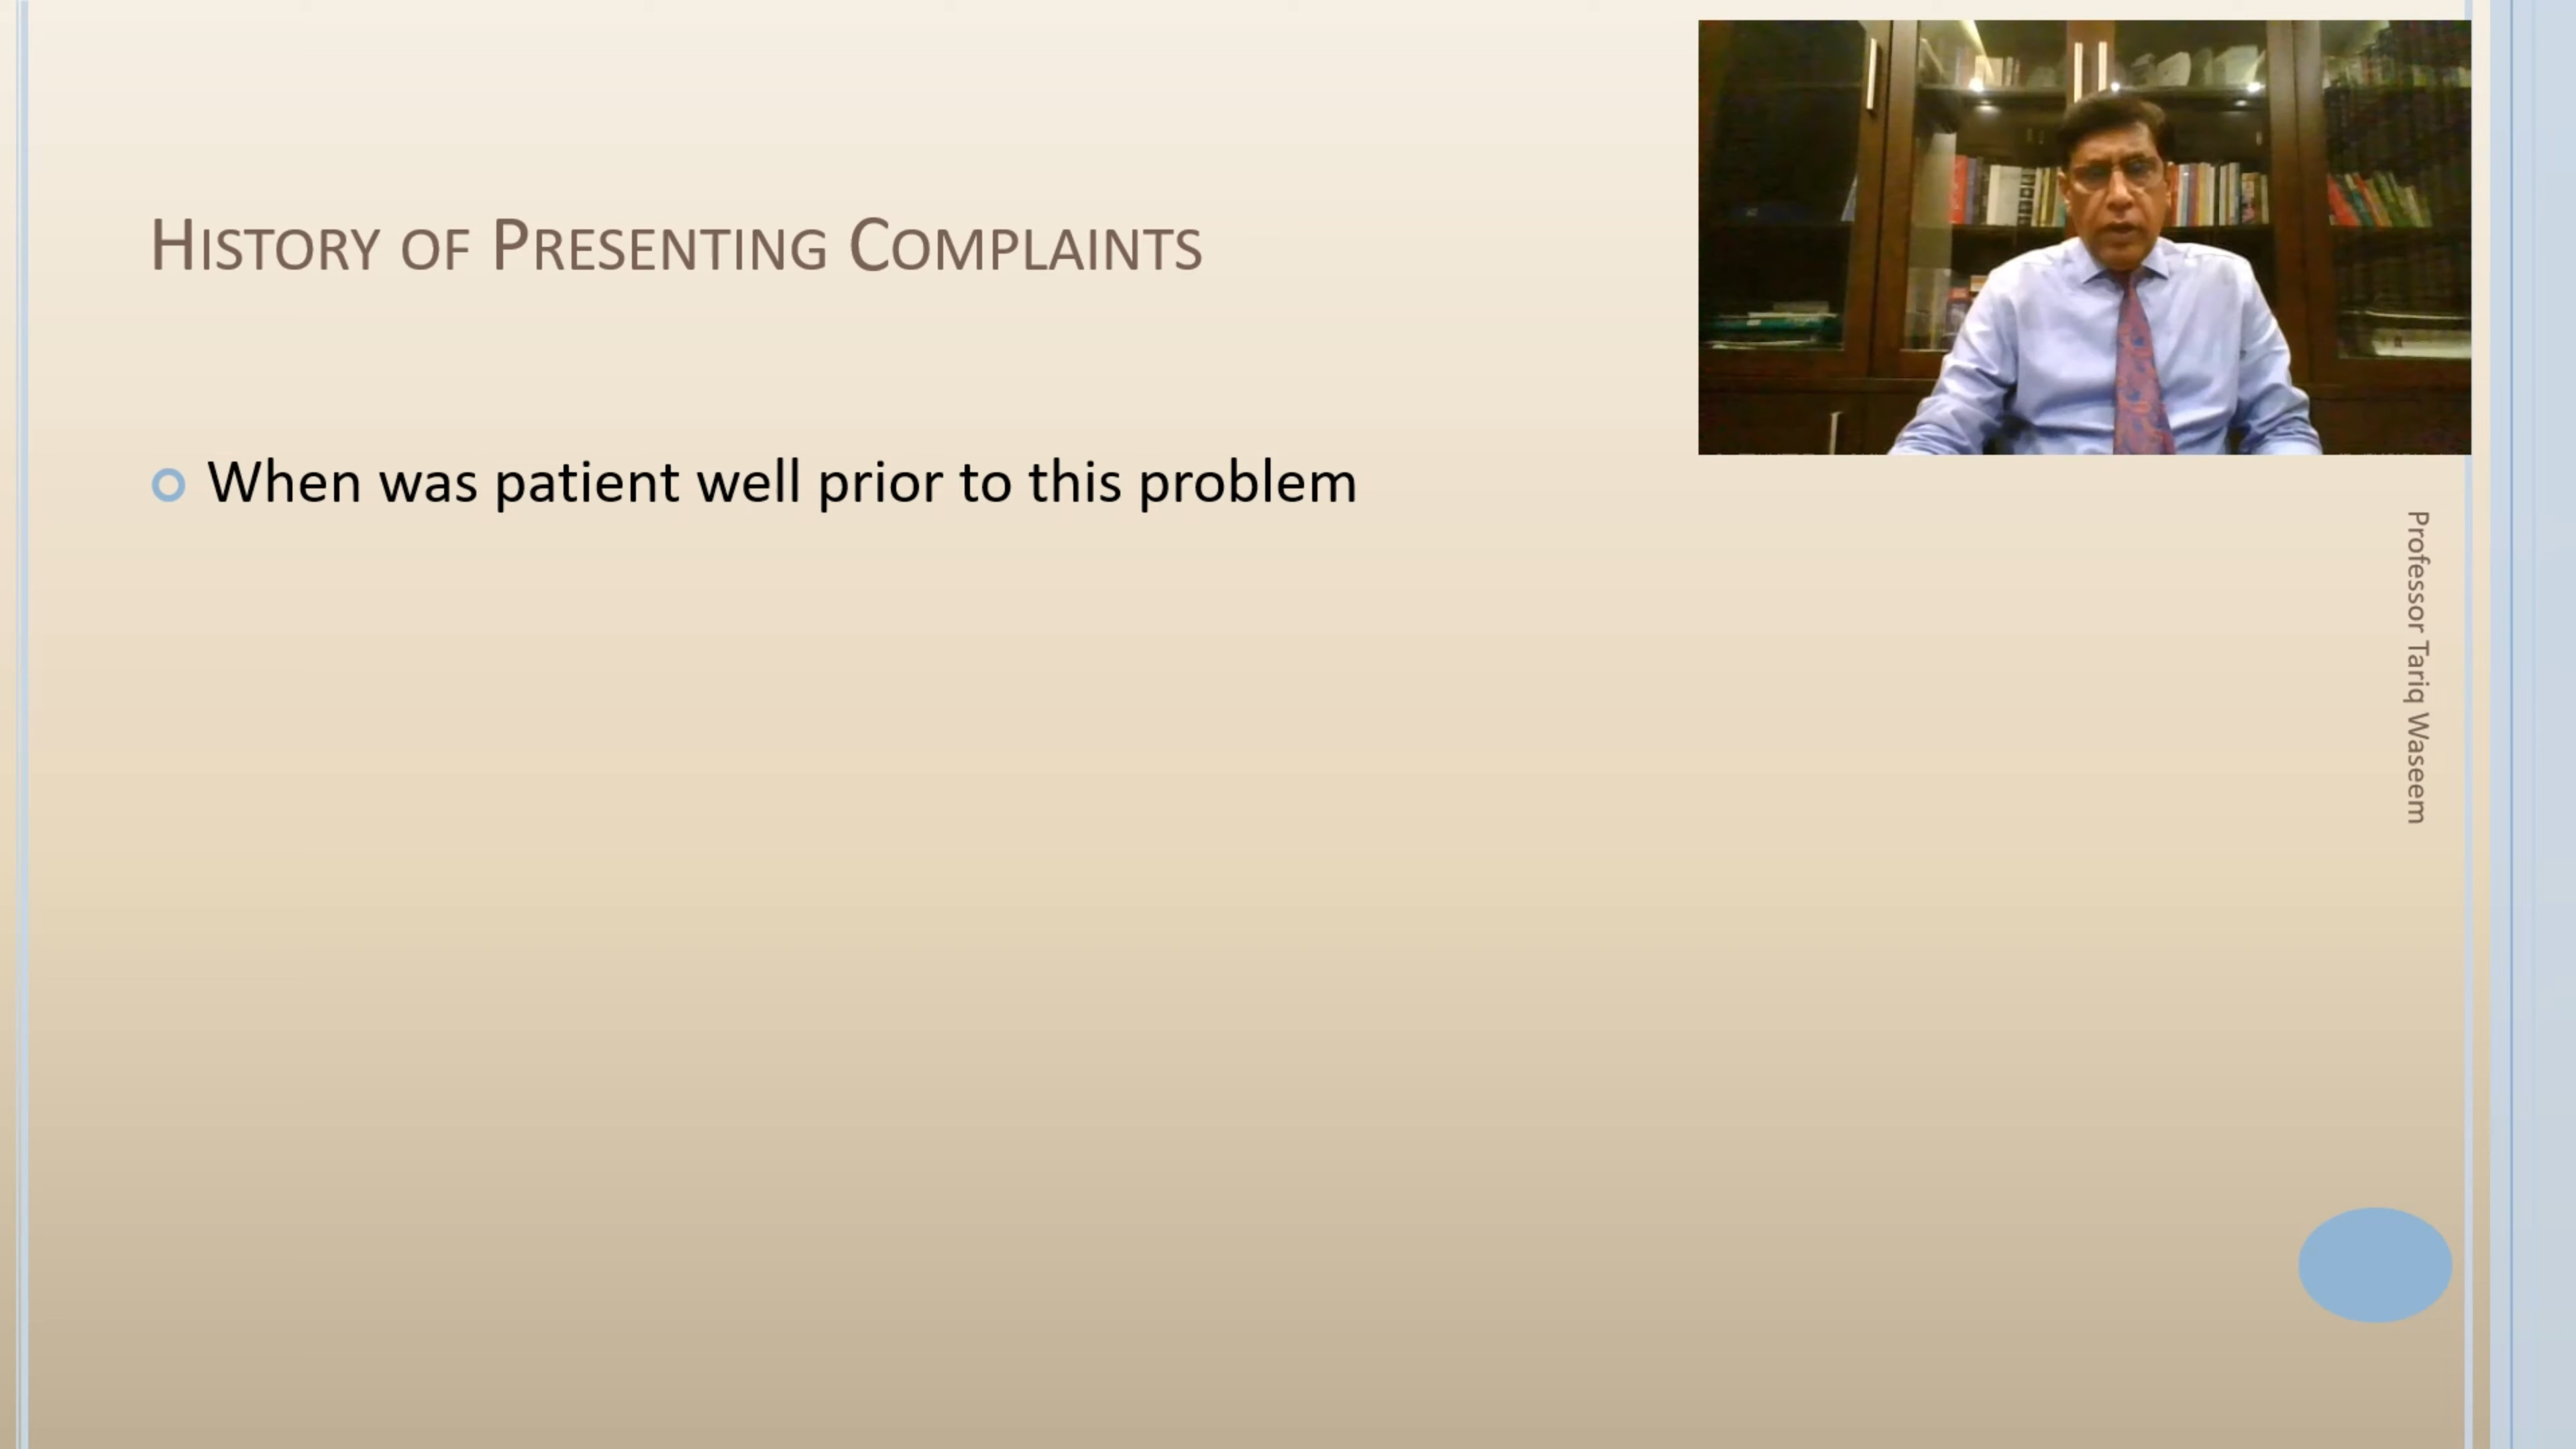 History of Presenting Complaints
When was patient well prior to this problem
Professor Tariq Waseem